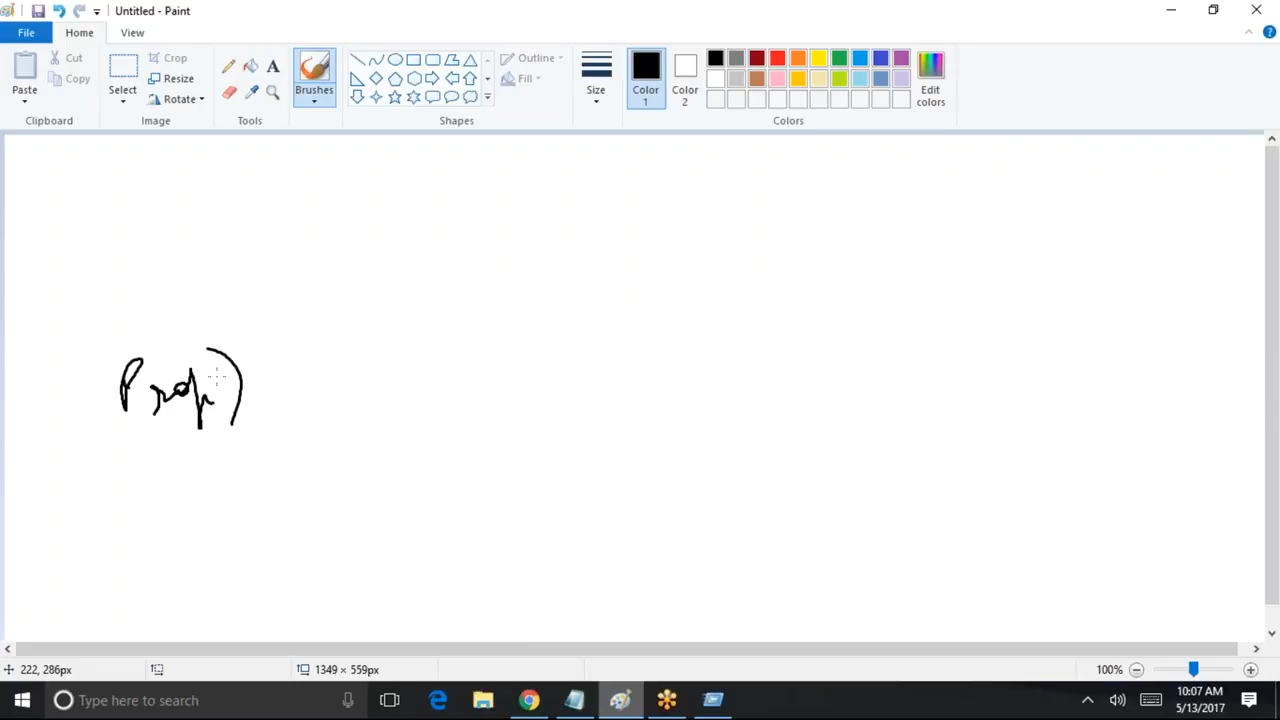 Untitled - Paint
File Home View
Paste Cut Copy Select Crop Resize Rotate Brushes Outline Fill Size Color 1 Color 2 Edit colors
Clipboard Image Tools A Shapes Colors
222, 286px 1349 × 559px 100%
Type here to search 10:07 AM
5/13/2017